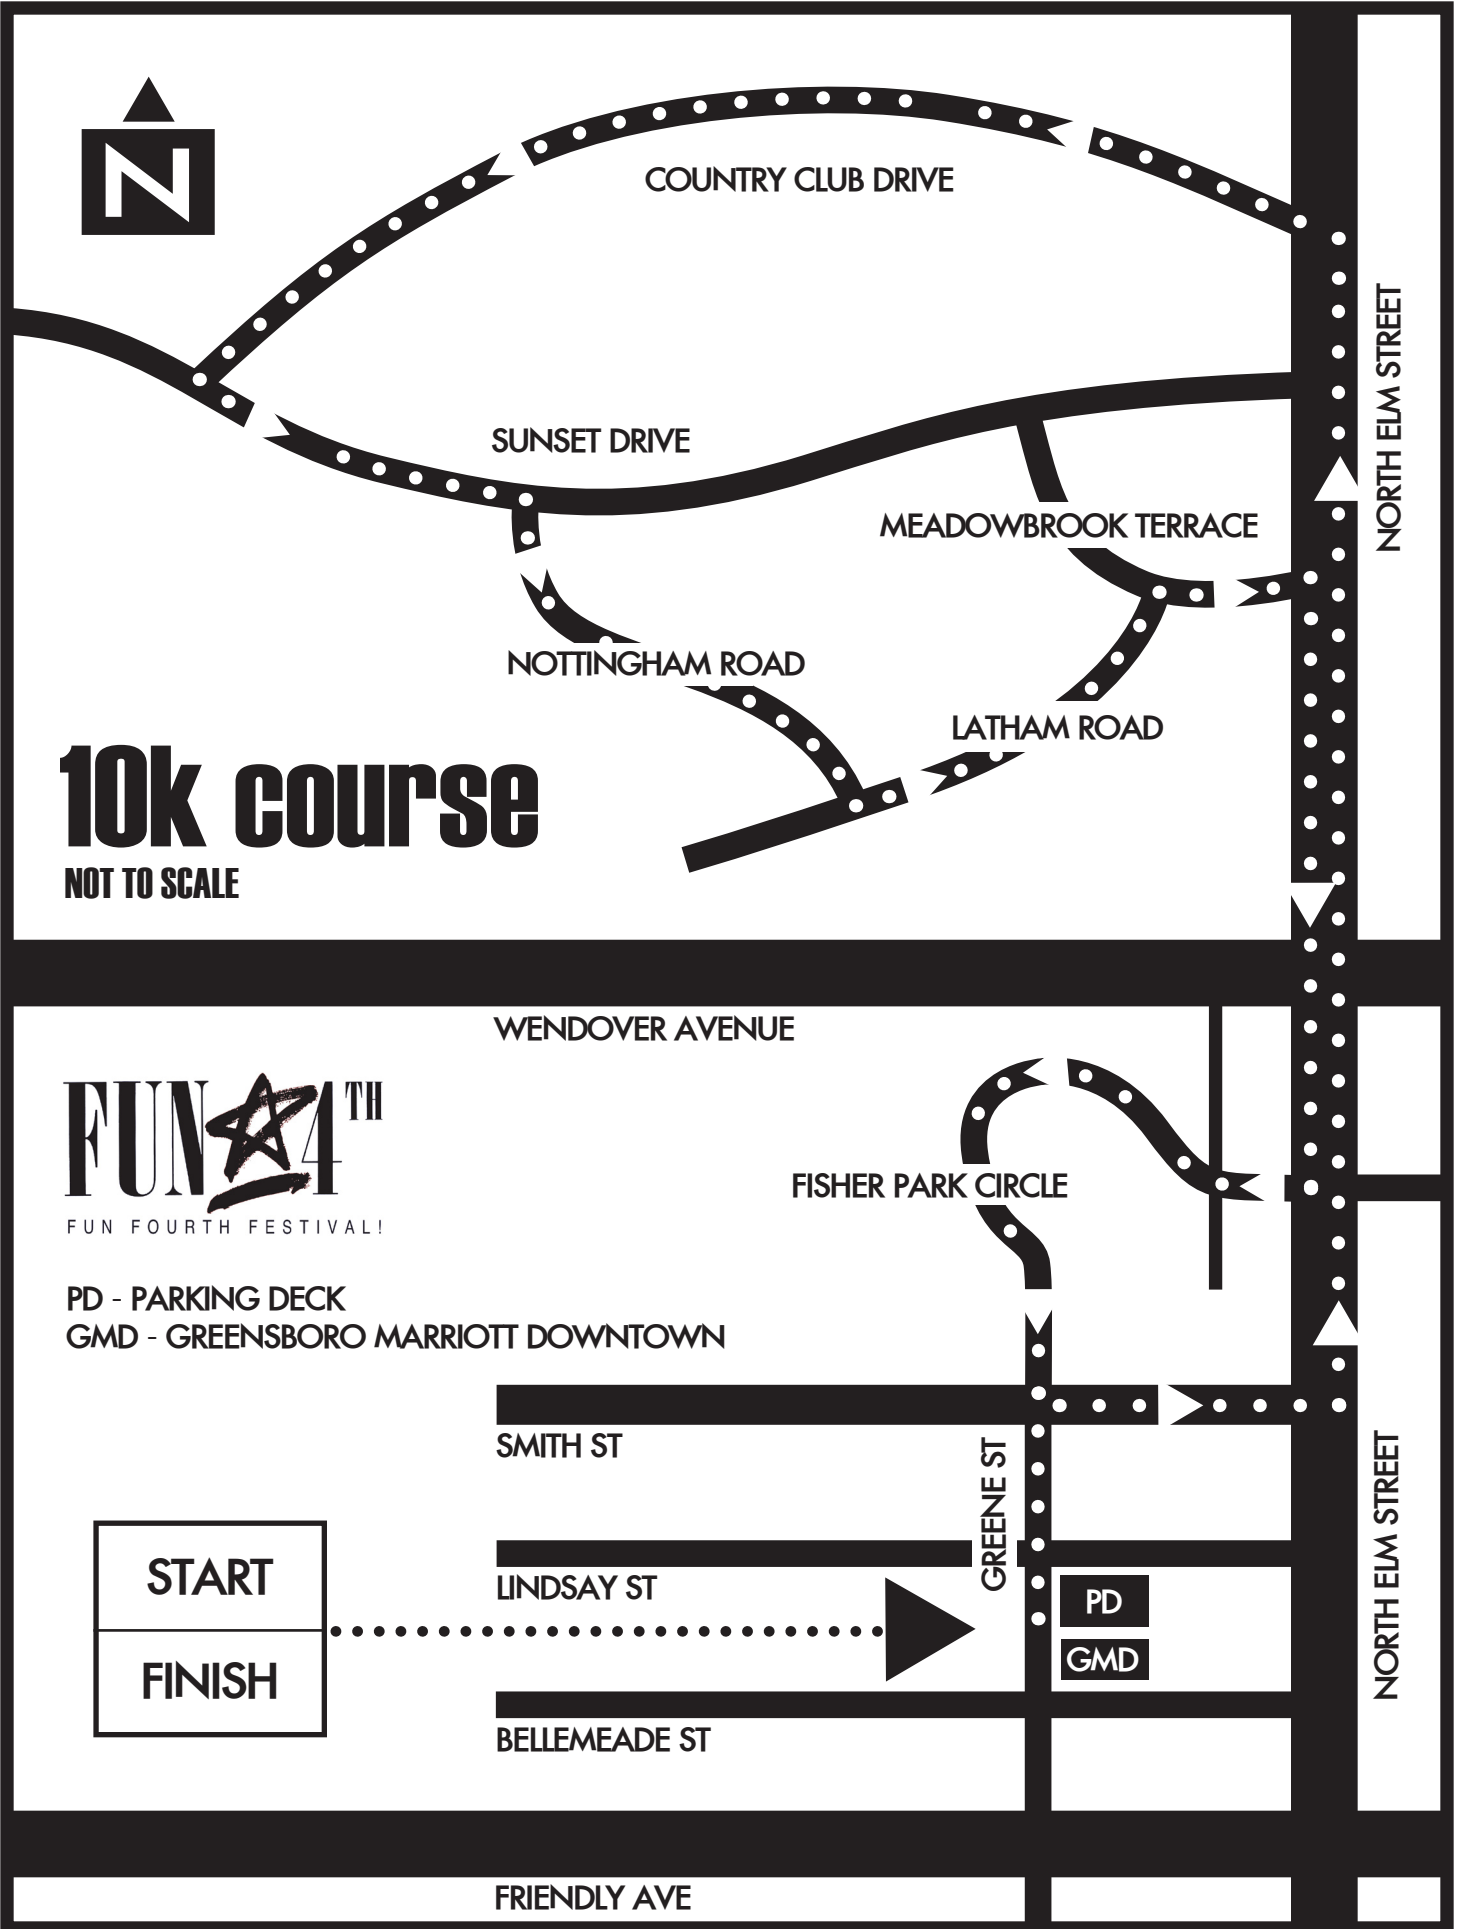 N
COUNTRY CLUB DRIVE
NORTH ELM STREET
SUNSET DRIVE
MEADOWBROOK TERRACE
NOTTINGHAM ROAD
LATHAM ROAD
10k course
NOT TO SCALE
WENDOVER AVENUE
FUN 4TH
FUN FOURTH FESTIVAL!
FISHER PARK CIRCLE
PD - PARKING DECK
GMD - GREENSBORO MARRIOTT DOWNTOWN
SMITH ST
GREENE ST
NORTH ELM STREET
START
LINDSAY ST
PD
FINISH
GMD
BELLEMEADE ST
FRIENDLY AVE